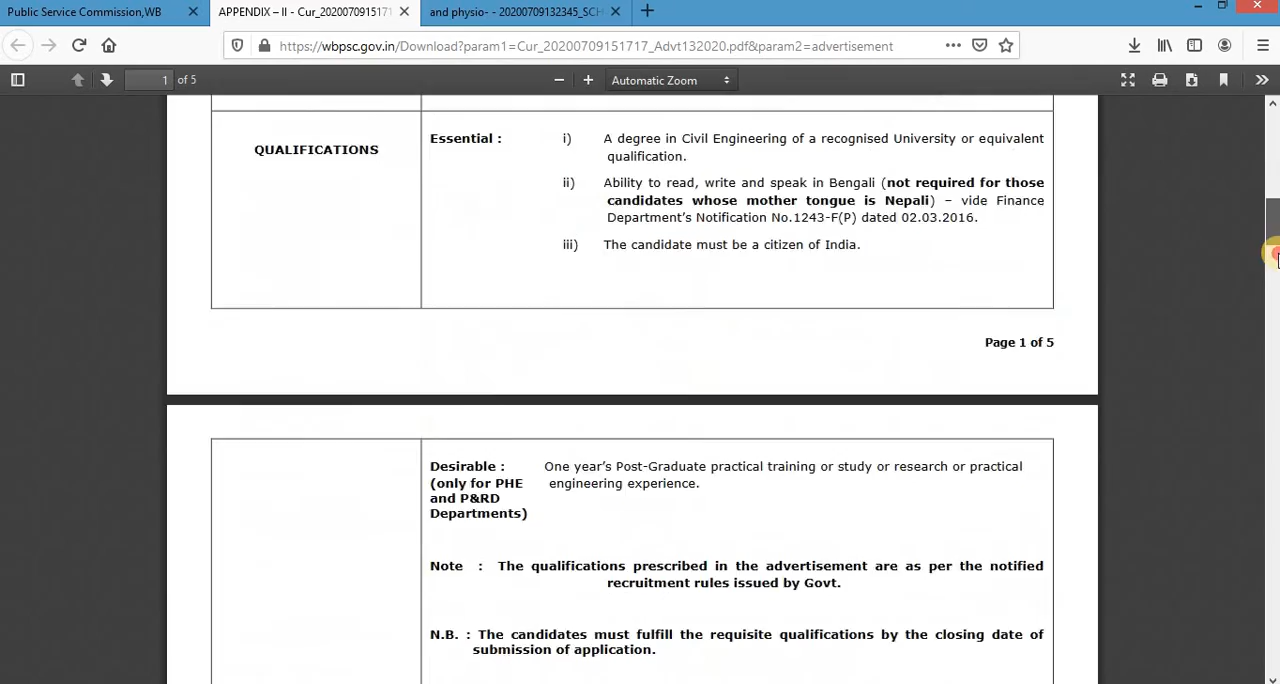 Public Service Commission,WB
APPENDIX – II - Cur_20200709151717
and physio- - 20200709132345_SCH
https://wbpsc.gov.in/Download?param1=Cur_20200709151717_Advt132020.pdf&param2=advertisement
1 of 5
Automatic Zoom
QUALIFICATIONS
Essential :
i) A degree in Civil Engineering of a recognised University or equivalent
qualification.
ii) Ability to read, write and speak in Bengali (not required for those
candidates whose mother tongue is Nepali) – vide Finance
Department's Notification No.1243-F(P) dated 02.03.2016.
iii) The candidate must be a citizen of India.
Page 1 of 5
Desirable : One year's Post-Graduate practical training or study or research or practical
(only for PHE engineering experience.
and P&RD
Departments)
Note : The qualifications prescribed in the advertisement are as per the notified
recruitment rules issued by Govt.
N.B. : The candidates must fulfill the requisite qualifications by the closing date of
submission of application.